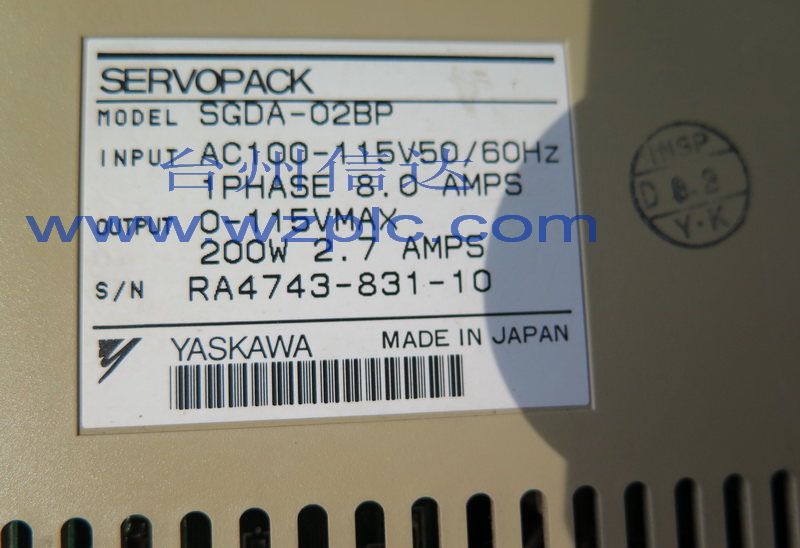 SERVOPACK
MODEL SGDA-02BP
INPUT AC100-115V50/60Hz
1PHASE 8.0 AMPS
台州信达
OUTPUT 0-115VMAX
www.wzplc.com
200W 2.7 AMPS
S/N RA4743-831-10
YASKAWA MADE IN JAPAN
INSP
D 8.2
Y.K